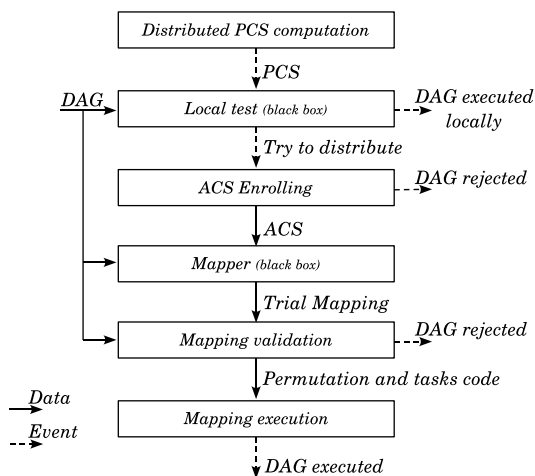 Distributed PCS computation
PCS
DAG
Local test (black box)
DAG executed
locally
Try to distribute
ACS Enrolling
DAG rejected
ACS
Mapper (black box)
Trial Mapping
Mapping validation
DAG rejected
Permutation and tasks code
Data
Mapping execution
Event
DAG executed